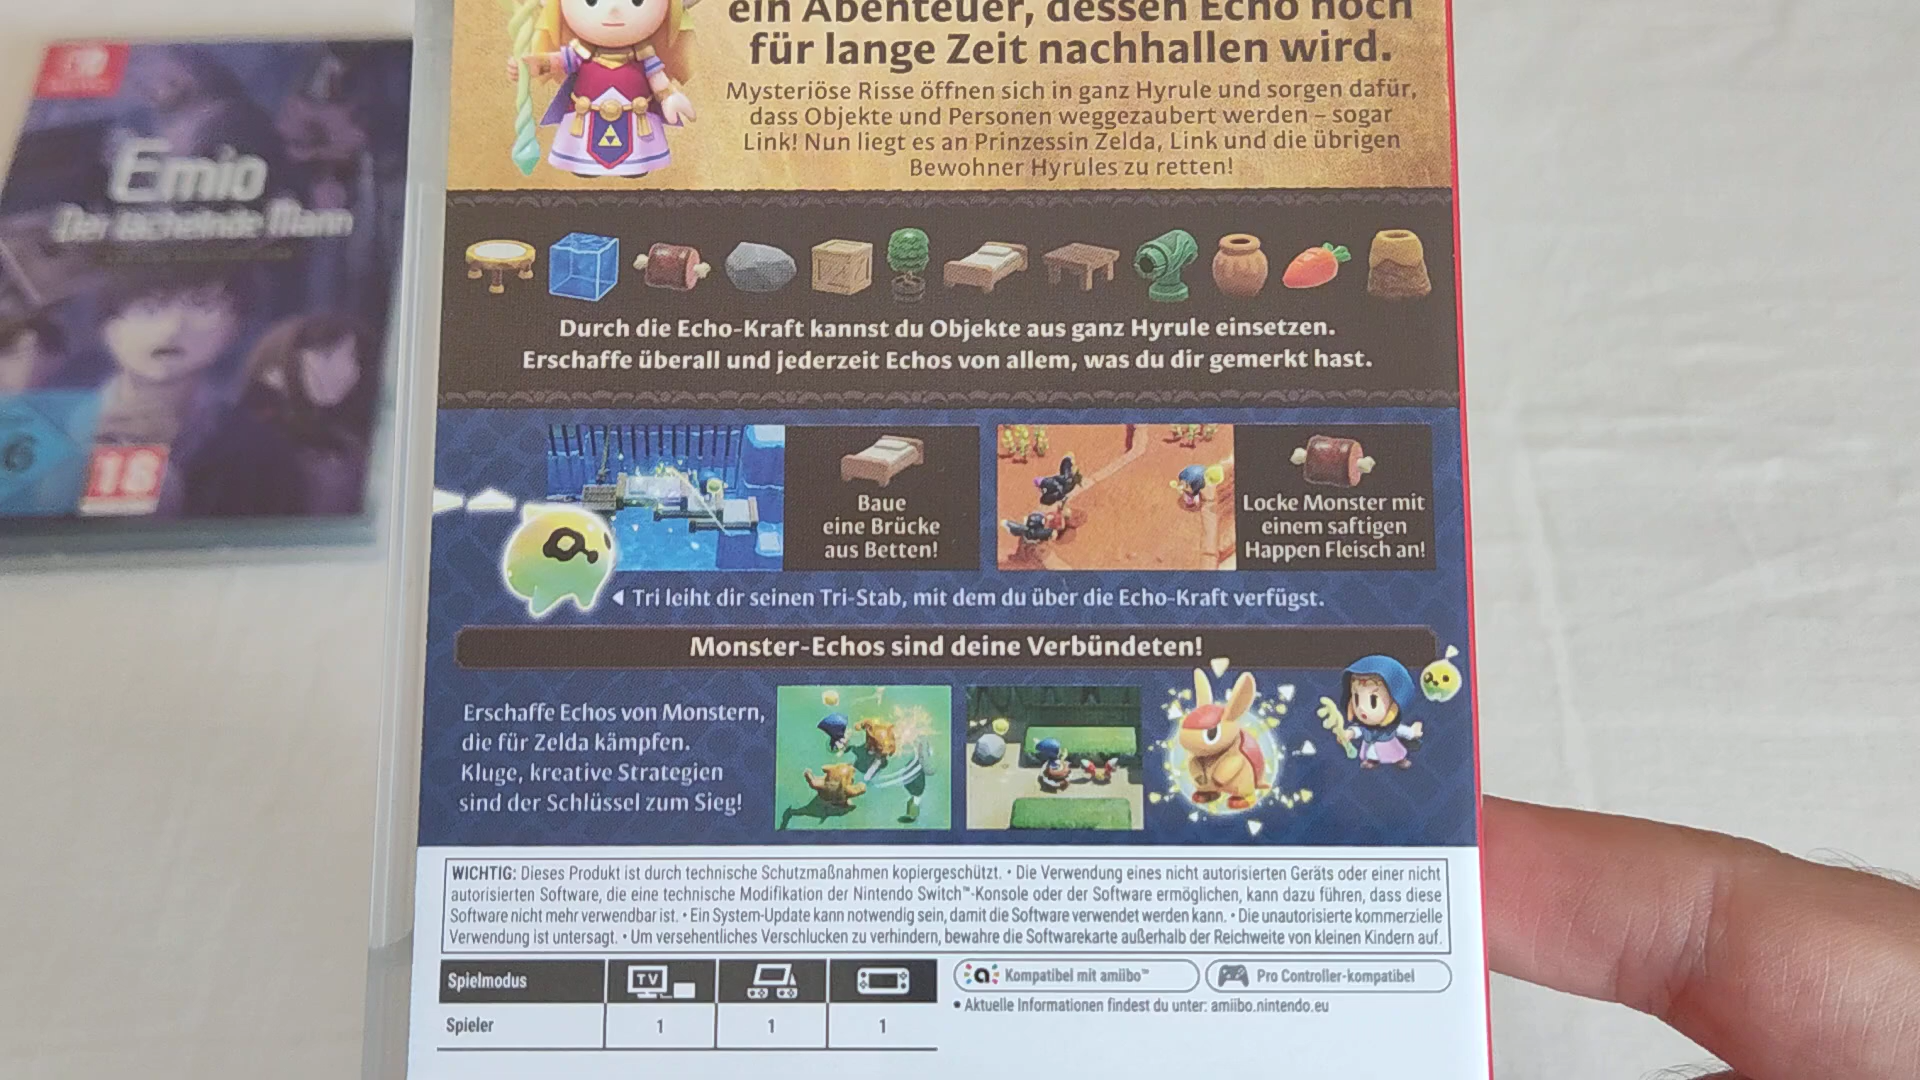 ein Abenteuer, dessen Echo noch
für lange Zeit nachhallen wird.
Mysteriöse Risse öffnen sich in ganz Hyrule und sorgen dafür,
dass Objekte und Personen weggezaubert werden – sogar
Link! Nun liegt es an Prinzessin Zelda, Link und die übrigen
Bewohner Hyrules zu retten!
Emio
Der lächelnde Mann
6
18
Durch die Echo-Kraft kannst du Objekte aus ganz Hyrule einsetzen.
Erschaffe überall und jederzeit Echos von allem, was du dir gemerkt hast.
Baue
eine Brücke
aus Betten!
Locke Monster mit
einem saftigen
Happen Fleisch an!
Tri leiht dir seinen Tri-Stab, mit dem du über die Echo-Kraft verfügst.
Monster-Echos sind deine Verbündeten!
Erschaffe Echos von Monstern,
die für Zelda kämpfen.
Kluge, kreative Strategien
sind der Schlüssel zum Sieg!
WICHTIG: Dieses Produkt ist durch technische Schutzmaßnahmen kopiergeschützt. • Die Verwendung eines nicht autorisierten Geräts oder einer nicht
autorisierten Software, die eine technische Modifikation der Nintendo Switch™-Konsole oder der Software ermöglichen, kann dazu führen, dass diese
Software nicht mehr verwendbar ist. • Ein System-Update kann notwendig sein, damit die Software verwendet werden kann. • Die unautorisierte kommerzielle
Verwendung ist untersagt. • Um versehentliches Verschlucken zu verhindern, bewahre die Softwarekarte außerhalb der Reichweite von kleinen Kindern auf.
Spielmodus TV
Spieler 1 1 1
a Kompatibel mit amiibo™ Pro Controller-kompatibel
• Aktuelle Informationen findest du unter: amiibo.nintendo.eu